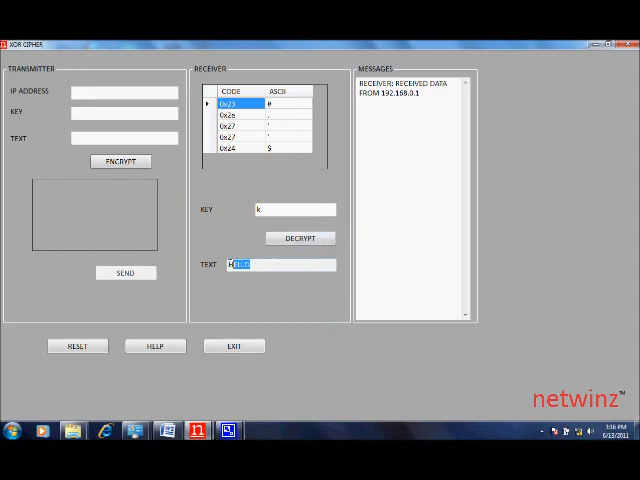 XOR CIPHER
TRANSMITTER
IP ADDRESS
KEY
TEXT
ENCRYPT
SEND
RECEIVER
CODE ASCII
0x23 #
0x2e .
0x27 '
0x27 '
0x24 $
KEY k
DECRYPT
TEXT HELLO
MESSAGES
RECEIVER: RECEIVED DATA
FROM 192.168.0.1
RESET HELP EXIT
netwinz™
3:16 PM
6/13/2011